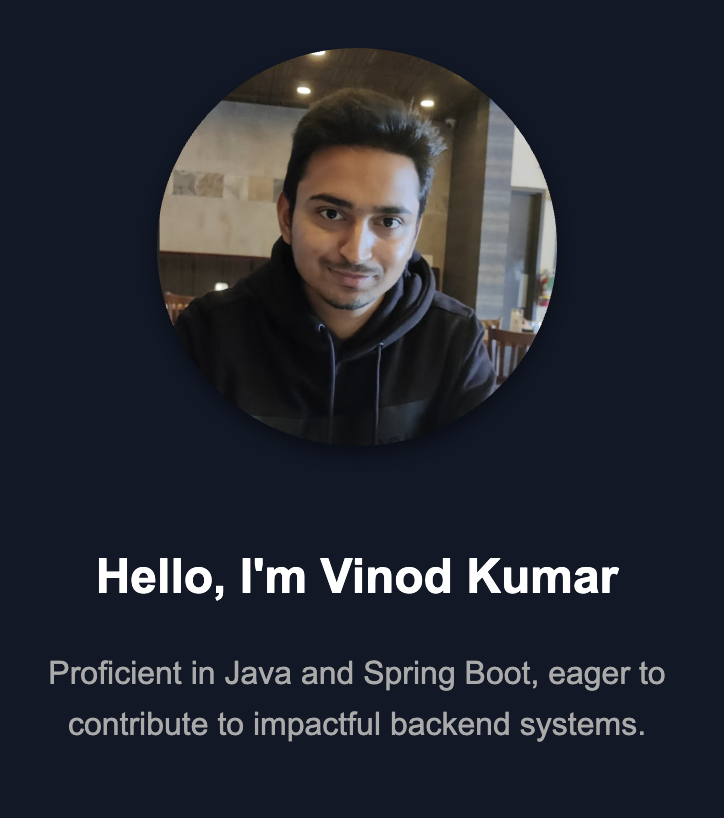 Hello, I'm Vinod Kumar
Proficient in Java and Spring Boot, eager to
contribute to impactful backend systems.